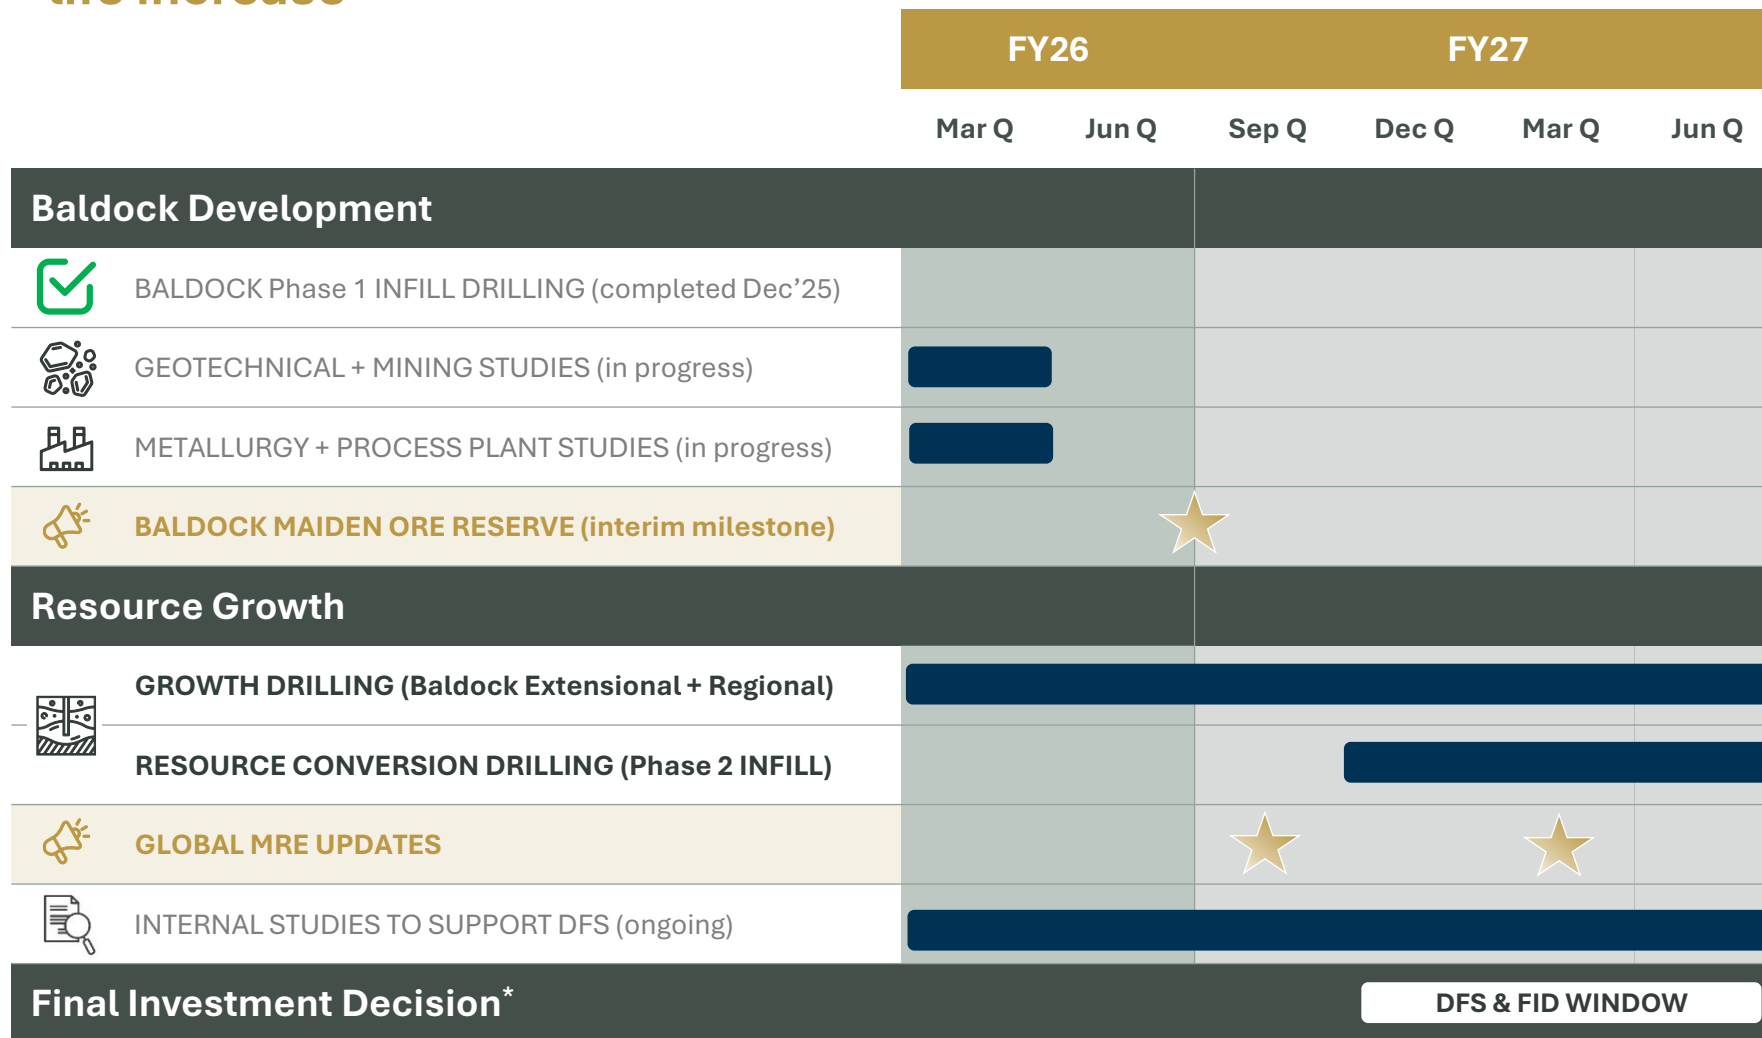 life increase
FY26 FY27
Mar Q Jun Q Sep Q Dec Q Mar Q Jun Q
Baldock Development
BALDOCK Phase 1 INFILL DRILLING (completed Dec’25)
GEOTECHNICAL + MINING STUDIES (in progress)
METALLURGY + PROCESS PLANT STUDIES (in progress)
BALDOCK MAIDEN ORE RESERVE (interim milestone)
Resource Growth
GROWTH DRILLING (Baldock Extensional + Regional)
RESOURCE CONVERSION DRILLING (Phase 2 INFILL)
GLOBAL MRE UPDATES
INTERNAL STUDIES TO SUPPORT DFS (ongoing)
Final Investment Decision* DFS & FID WINDOW